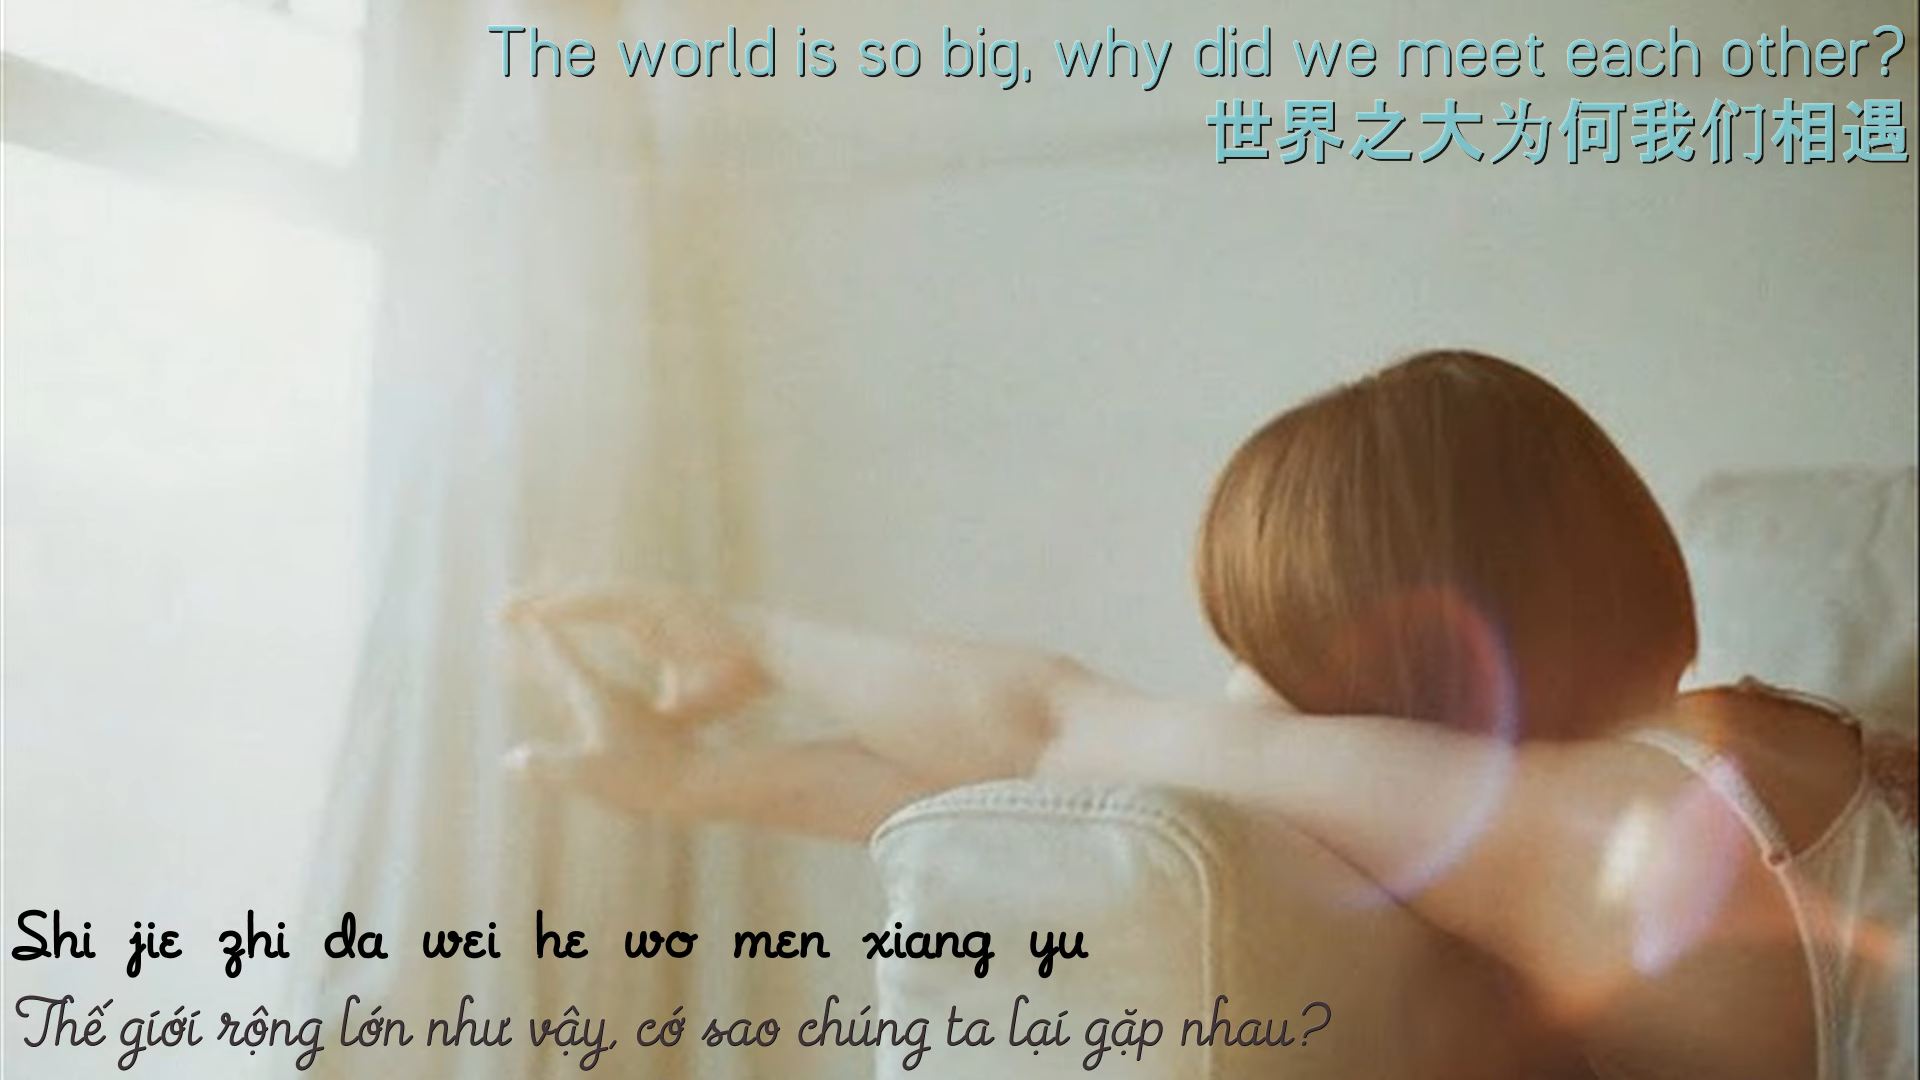 The world is so big, why did we meet each other?
世界之大为何我们相遇
Shi jie zhi da wei he wo men xiang yu
Thế giới rộng lớn như vậy, cớ sao chúng ta lại gặp nhau?